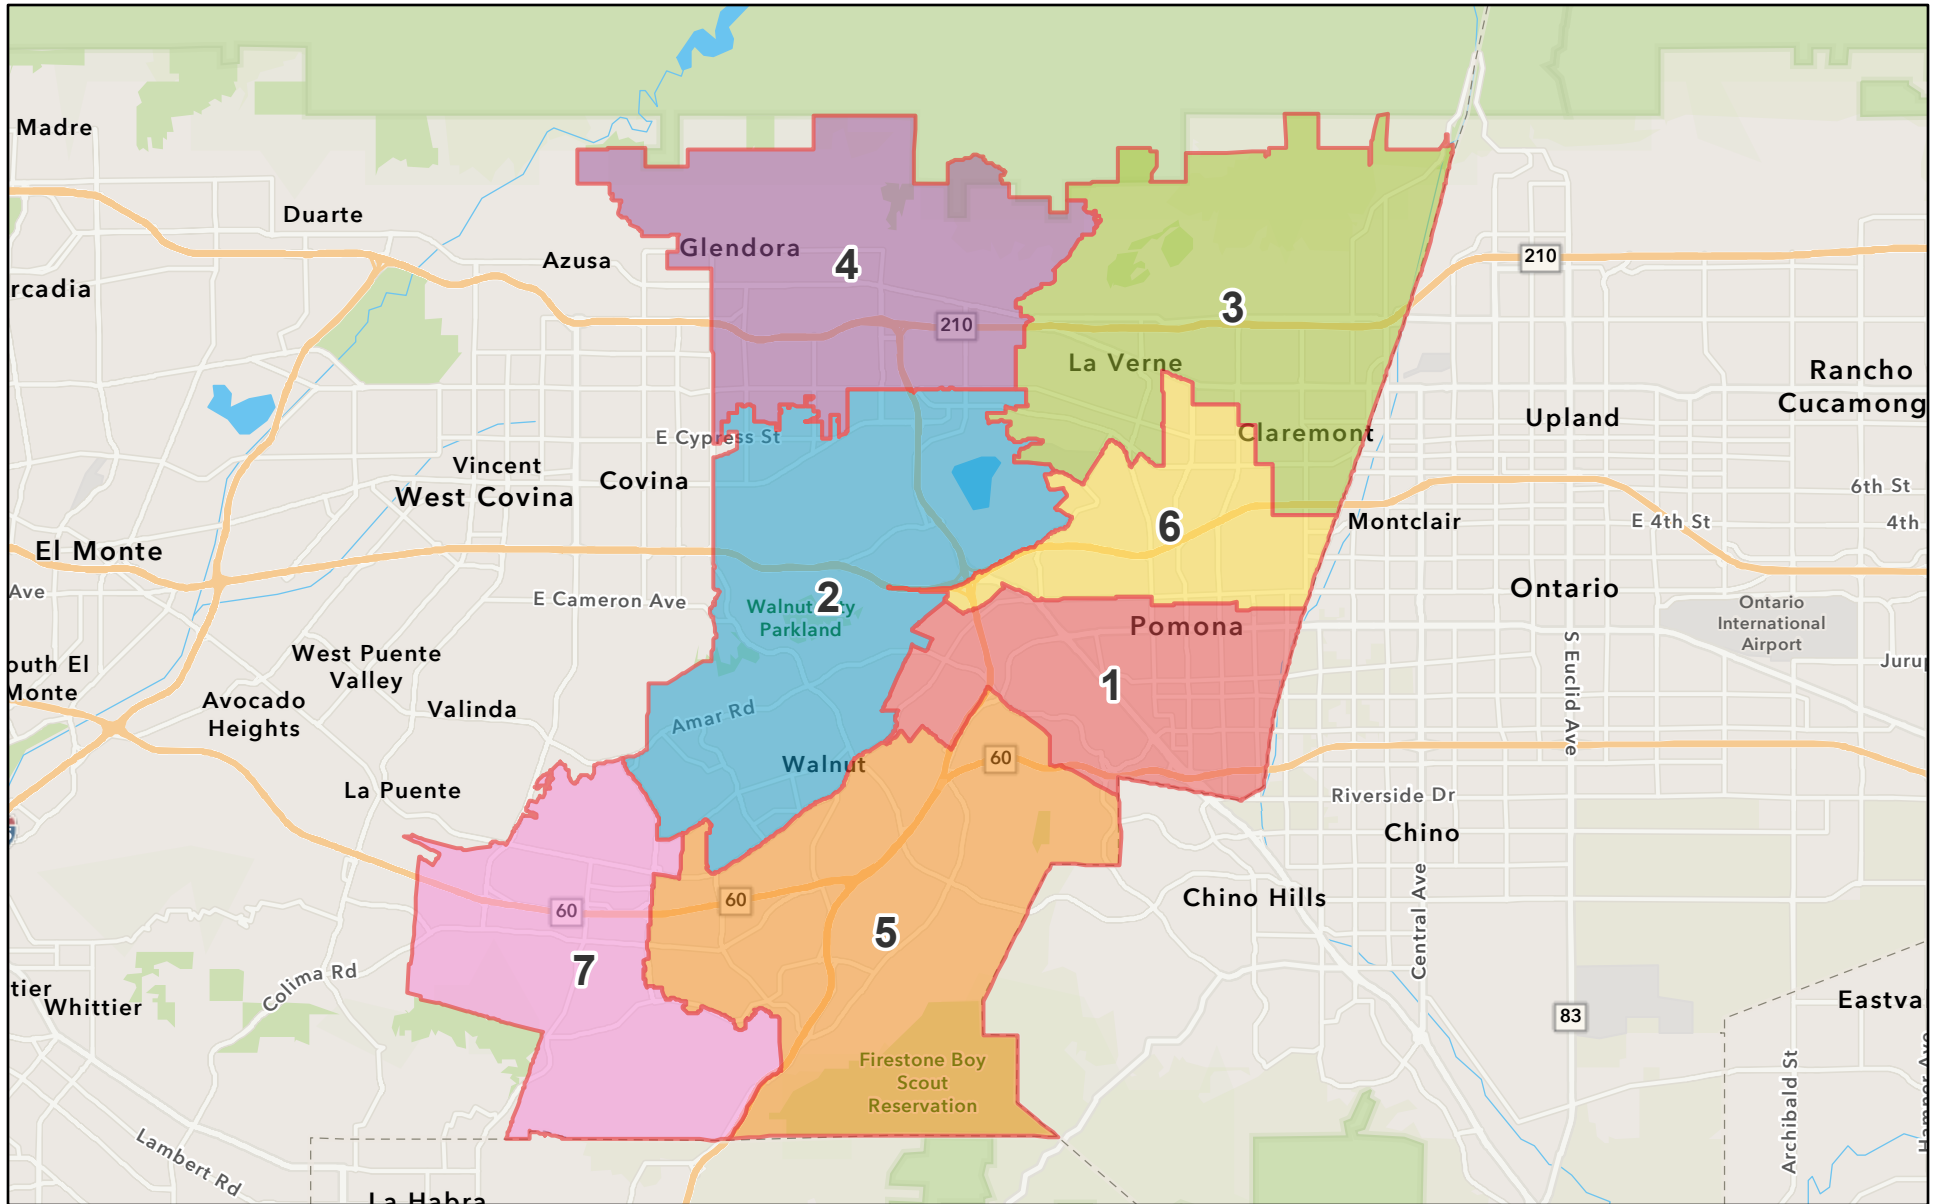 Madre
Duarte
Glendora
4
Azusa
210
rcadia
3
210
La Verne
Rancho
Cucamong
Upland
Claremont
E Cypress St
Vincent
West Covina
Covina
6th St
E 4th St
4th
Montclair
6
El Monte
Ave
E Cameron Ave
2
Parkland
Ontario
Ontario
International
Airport
Pomona
S Euclid Ave
outh El
Monte
West Puente
Valley
Avocado
Heights
Valinda
Amar Rd
1
Walnut
60
La Puente
Riverside Dr
Chino
Central Ave
Chino Hills
60
60
5
7
Colima Rd
tier
Whittier
83
Eastva
Firestone Boy
Scout
Reservation
Archibald St
Lambert Rd